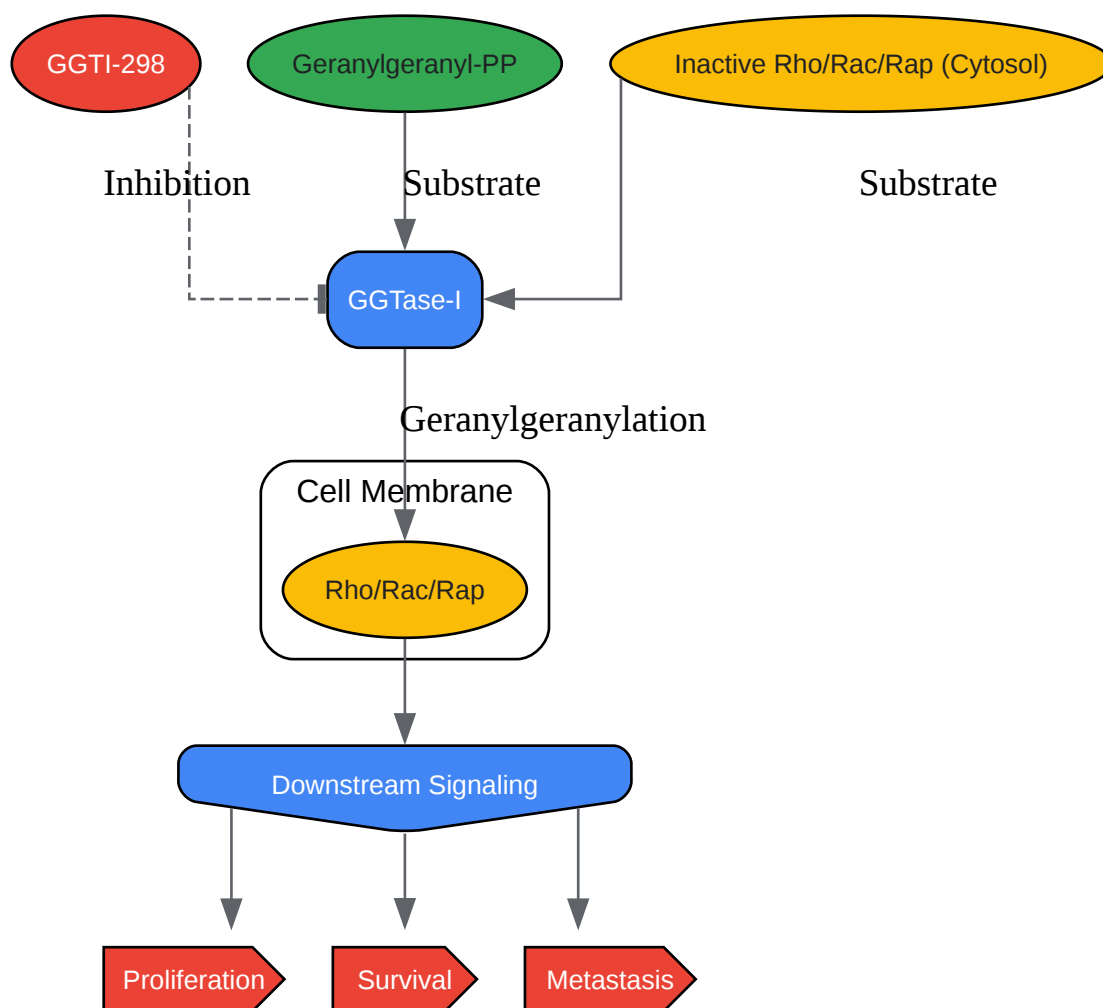 GGTI-298
Geranylgeranyl-PP
Inactive Rho/Rac/Rap (Cytosol)
Inhibition
Substrate
Substrate
GGTase-I
Geranylgeranylation
Cell Membrane
Rho/Rac/Rap
Downstream Signaling
Proliferation
Survival
Metastasis